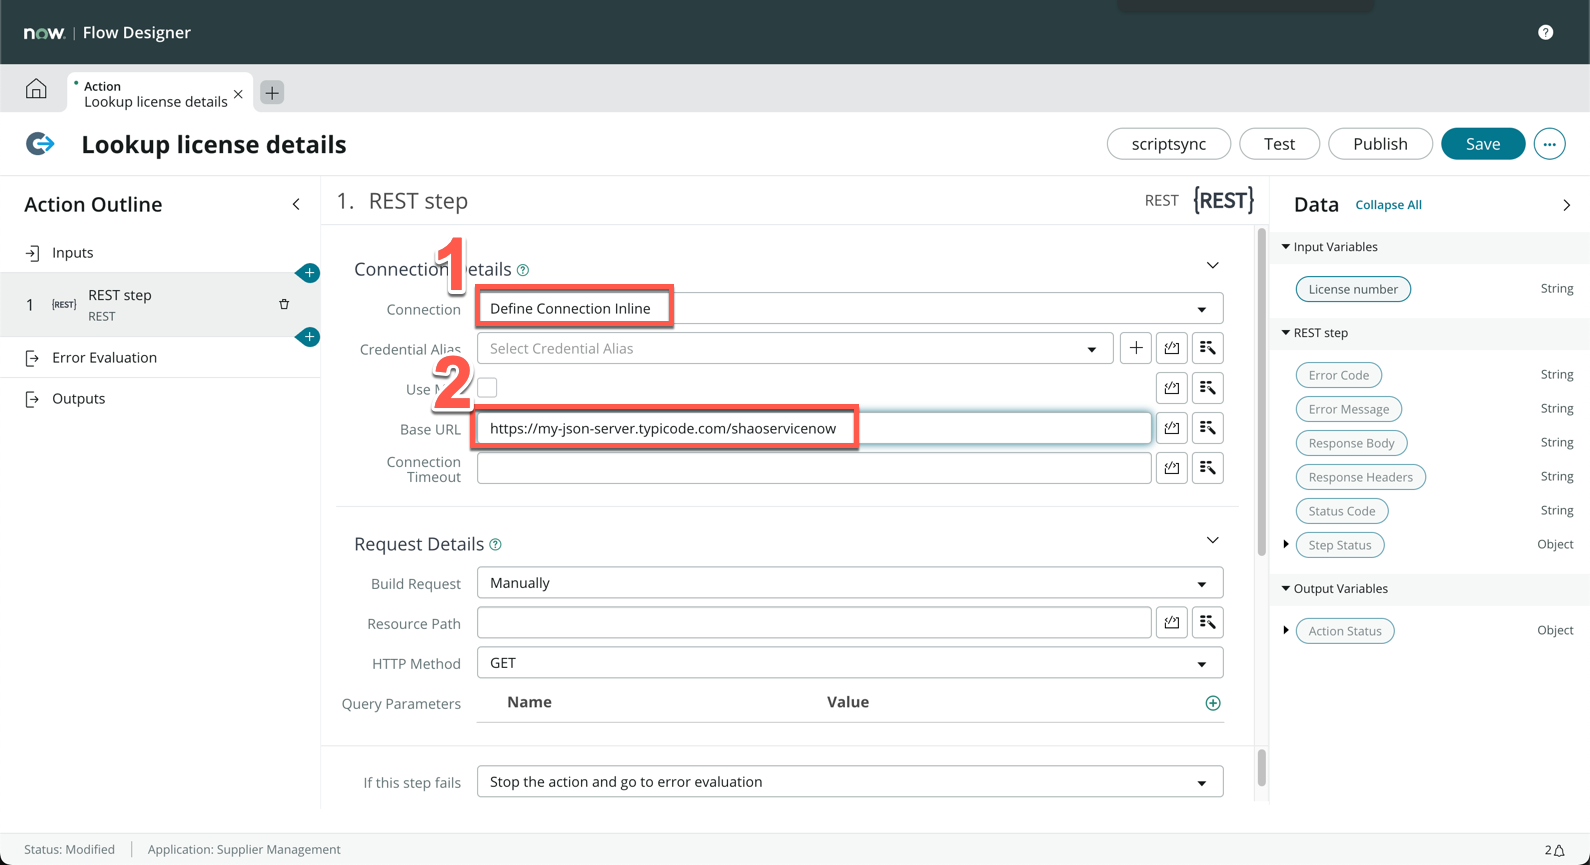 now. | Flow Designer
?
Action
Lookup license details
Lookup license details
scriptsync
Test
Publish
Save
Action Outline
Inputs
1
{REST}
REST step
REST
Error Evaluation
Outputs
1. REST step
REST {REST}
1
Connection Details ?
Connection
Define Connection Inline
Credential Alias
Select Credential Alias
2
Use M
Base URL
https://my-json-server.typicode.com/shaoservicenow
Connection
Timeout
Request Details ?
Build Request
Manually
Resource Path
HTTP Method
GET
Query Parameters
Name
Value
If this step fails
Stop the action and go to error evaluation
Data
Collapse All
Input Variables
License number
String
REST step
Error Code
String
Error Message
String
Response Body
String
Response Headers
String
Status Code
String
Step Status
Object
Output Variables
Action Status
Object
Status: Modified
Application: Supplier Management
2